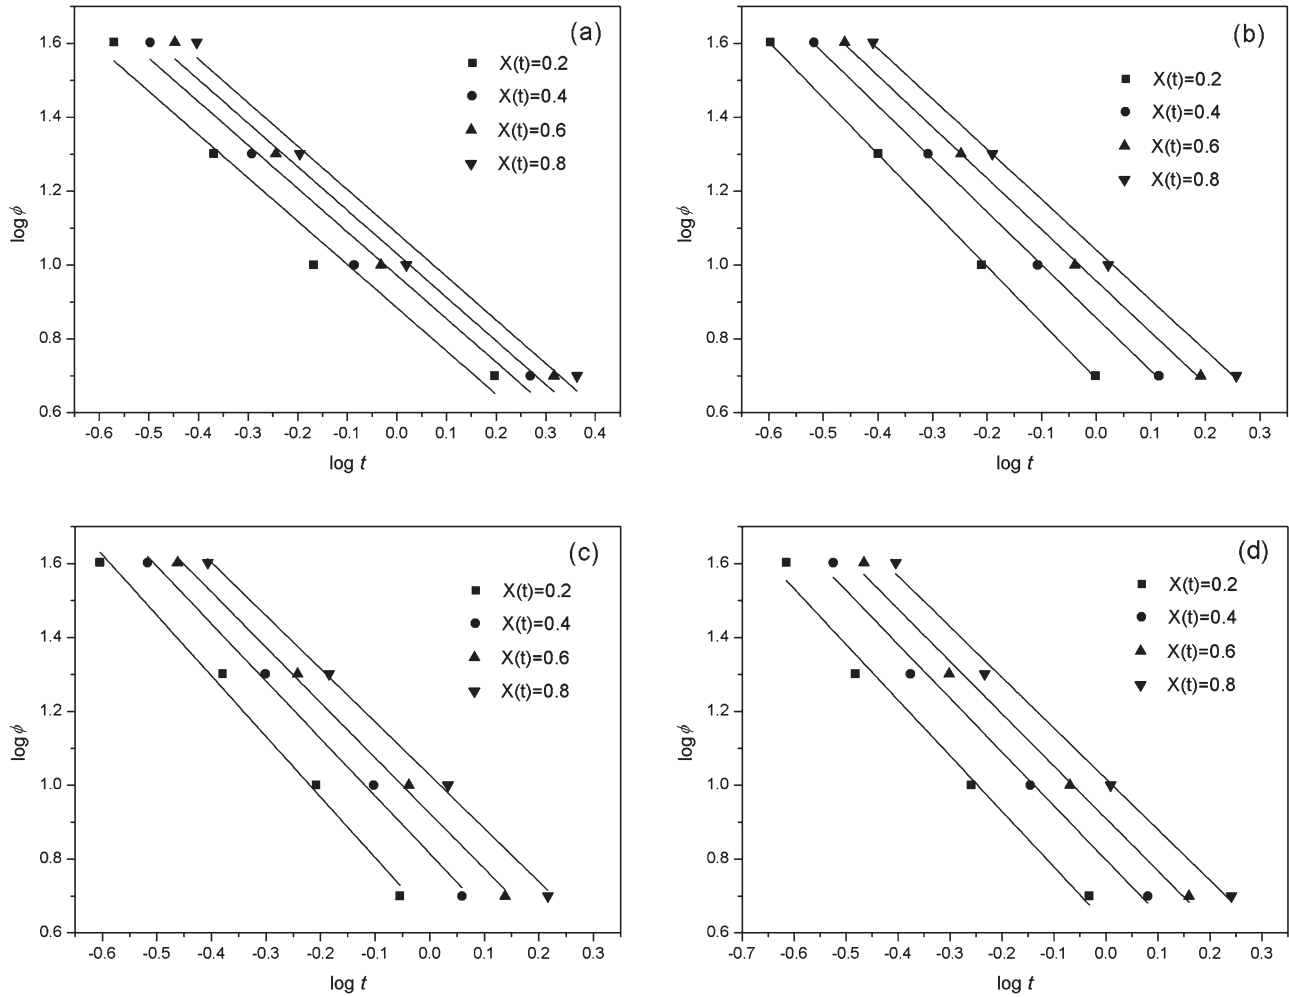 (a)
X(t)=0.2
X(t)=0.4
X(t)=0.6
X(t)=0.8
1.6
1.4
1.2
1.0
0.8
0.6
log ϕ
-0.6 -0.5 -0.4 -0.3 -0.2 -0.1 0.0 0.1 0.2 0.3 0.4
log t
(b)
X(t)=0.2
X(t)=0.4
X(t)=0.6
X(t)=0.8
1.6
1.4
1.2
1.0
0.8
0.6
log ϕ
-0.6 -0.5 -0.4 -0.3 -0.2 -0.1 0.0 0.1 0.2 0.3
log t
(c)
X(t)=0.2
X(t)=0.4
X(t)=0.6
X(t)=0.8
1.6
1.4
1.2
1.0
0.8
0.6
log ϕ
-0.6 -0.5 -0.4 -0.3 -0.2 -0.1 0.0 0.1 0.2 0.3
log t
(d)
X(t)=0.2
X(t)=0.4
X(t)=0.6
X(t)=0.8
1.6
1.4
1.2
1.0
0.8
0.6
log ϕ
-0.7 -0.6 -0.5 -0.4 -0.3 -0.2 -0.1 0.0 0.1 0.2 0.3
log t